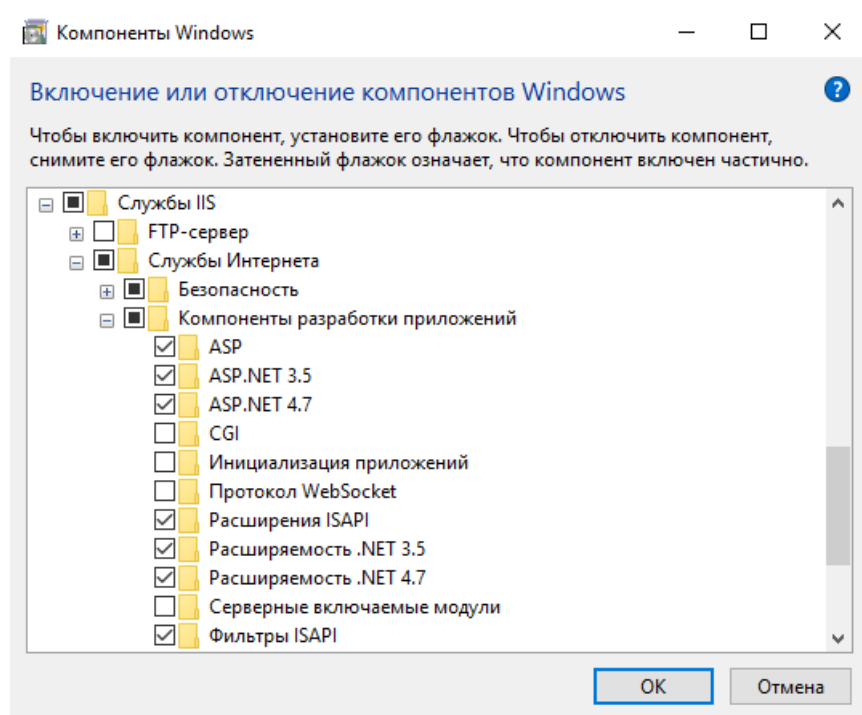 Компоненты Windows
Включение или отключение компонентов Windows
?
Чтобы включить компонент, установите его флажок. Чтобы отключить компонент,
снимите его флажок. Затененный флажок означает, что компонент включен частично.
Службы IIS
FTP-сервер
Службы Интернета
Безопасность
Компоненты разработки приложений
ASP
ASP.NET 3.5
ASP.NET 4.7
CGI
Инициализация приложений
Протокол WebSocket
Расширения ISAPI
Расширяемость .NET 3.5
Расширяемость .NET 4.7
Серверные включаемые модули
Фильтры ISAPI
ОК
Отмена